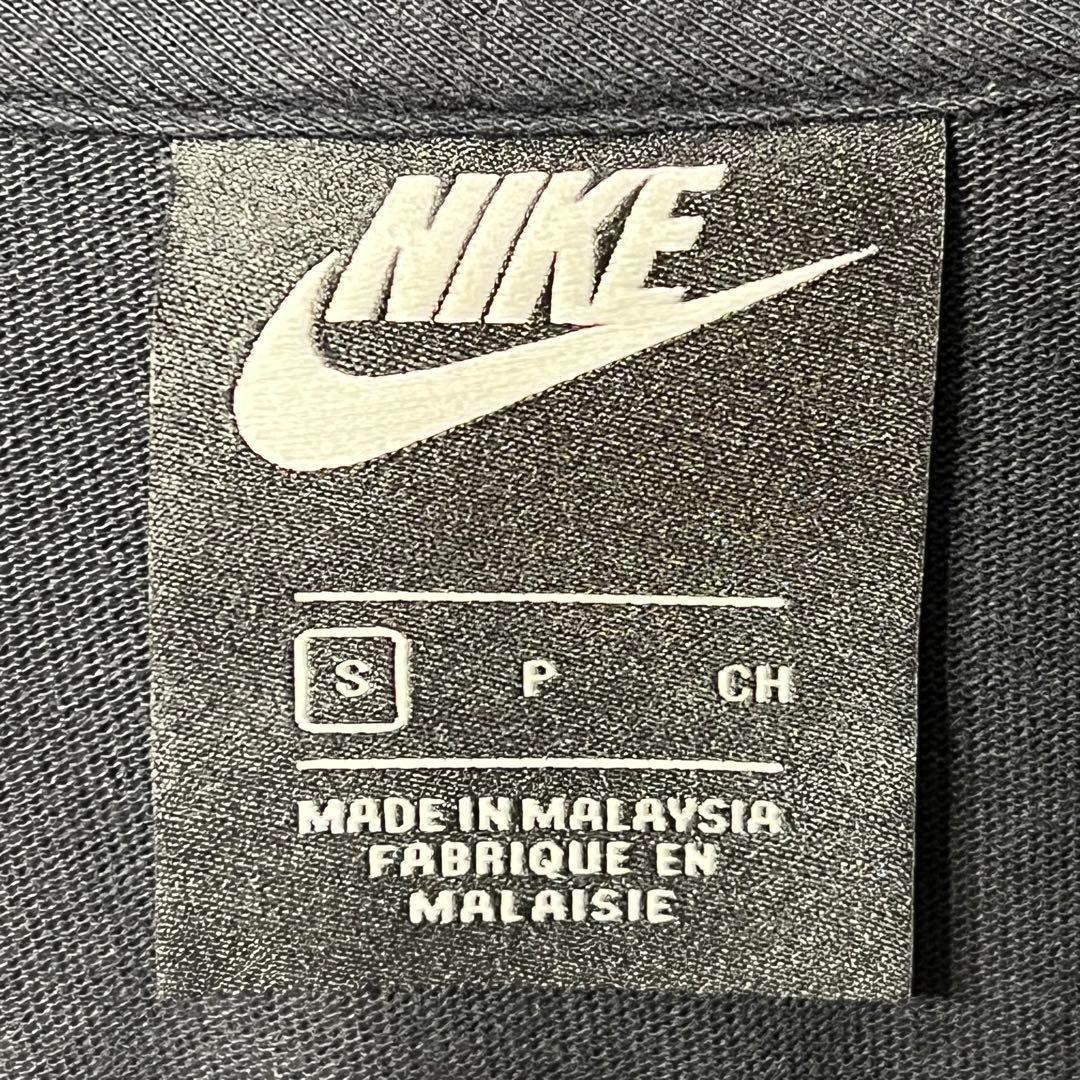 NIKE
S P CH
MADE IN MALAYSIA
FABRIQUE EN
MALAISIE